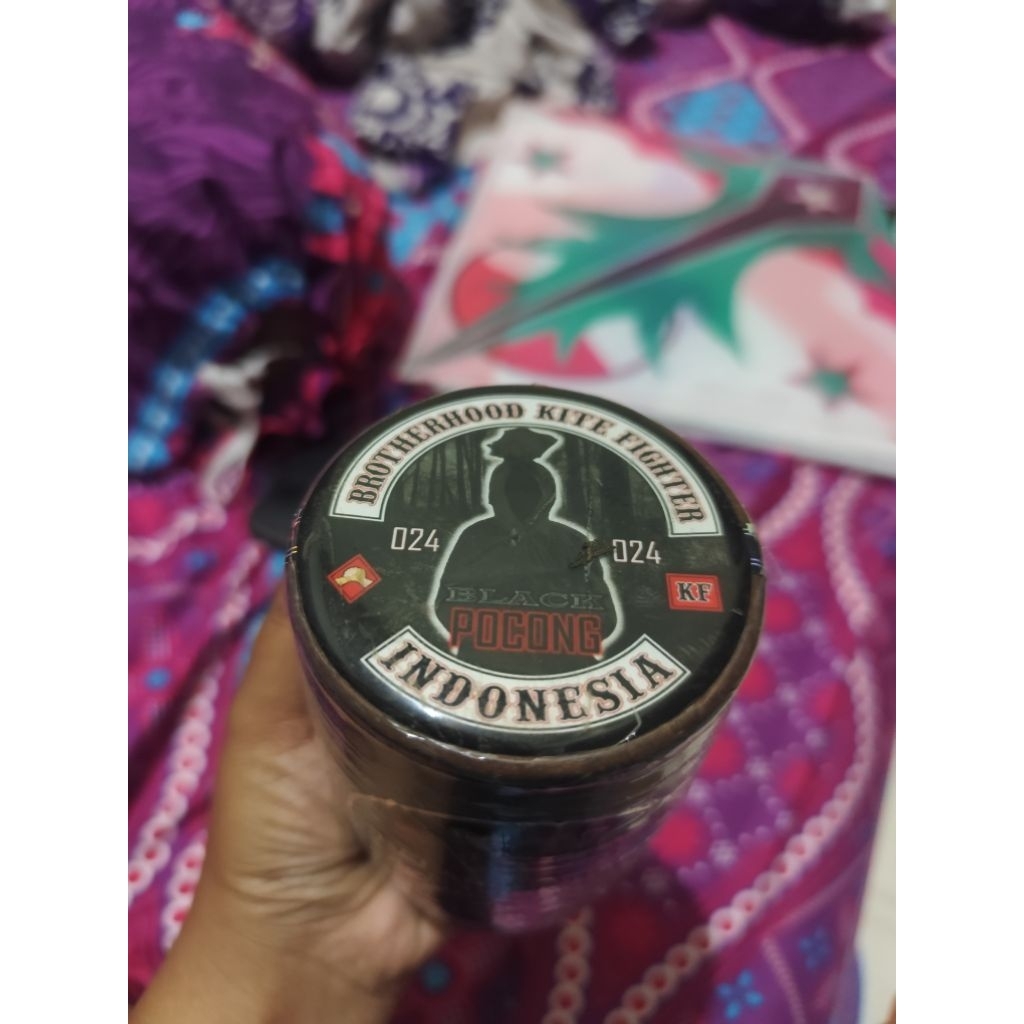 BROTHERHOOD KITE FIGHTER
024
024
KF
BLACK
POCONG
INDONESIA